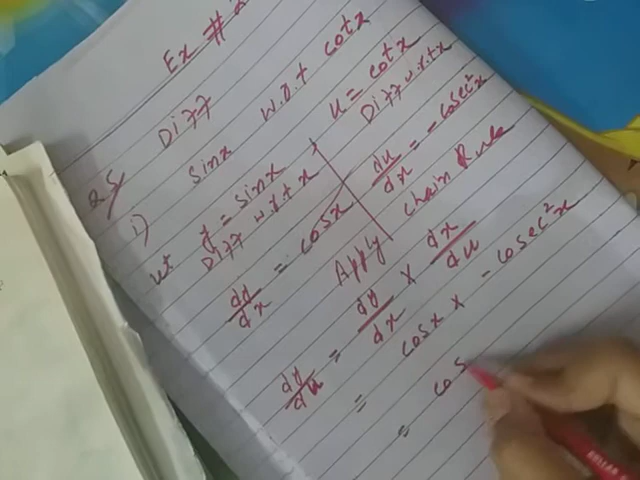 Ex #
Diff
Q5/
i) sinx w.r.t cotx
let y = sinx , u = cotx
Diff w.r.t x Diff w.r.t x
dy/dx = cosx du/dx = -cosec²x
Apply chain Rule
dy/du = dy/dx × dx/du
= cosx × -cosec²x
= cos